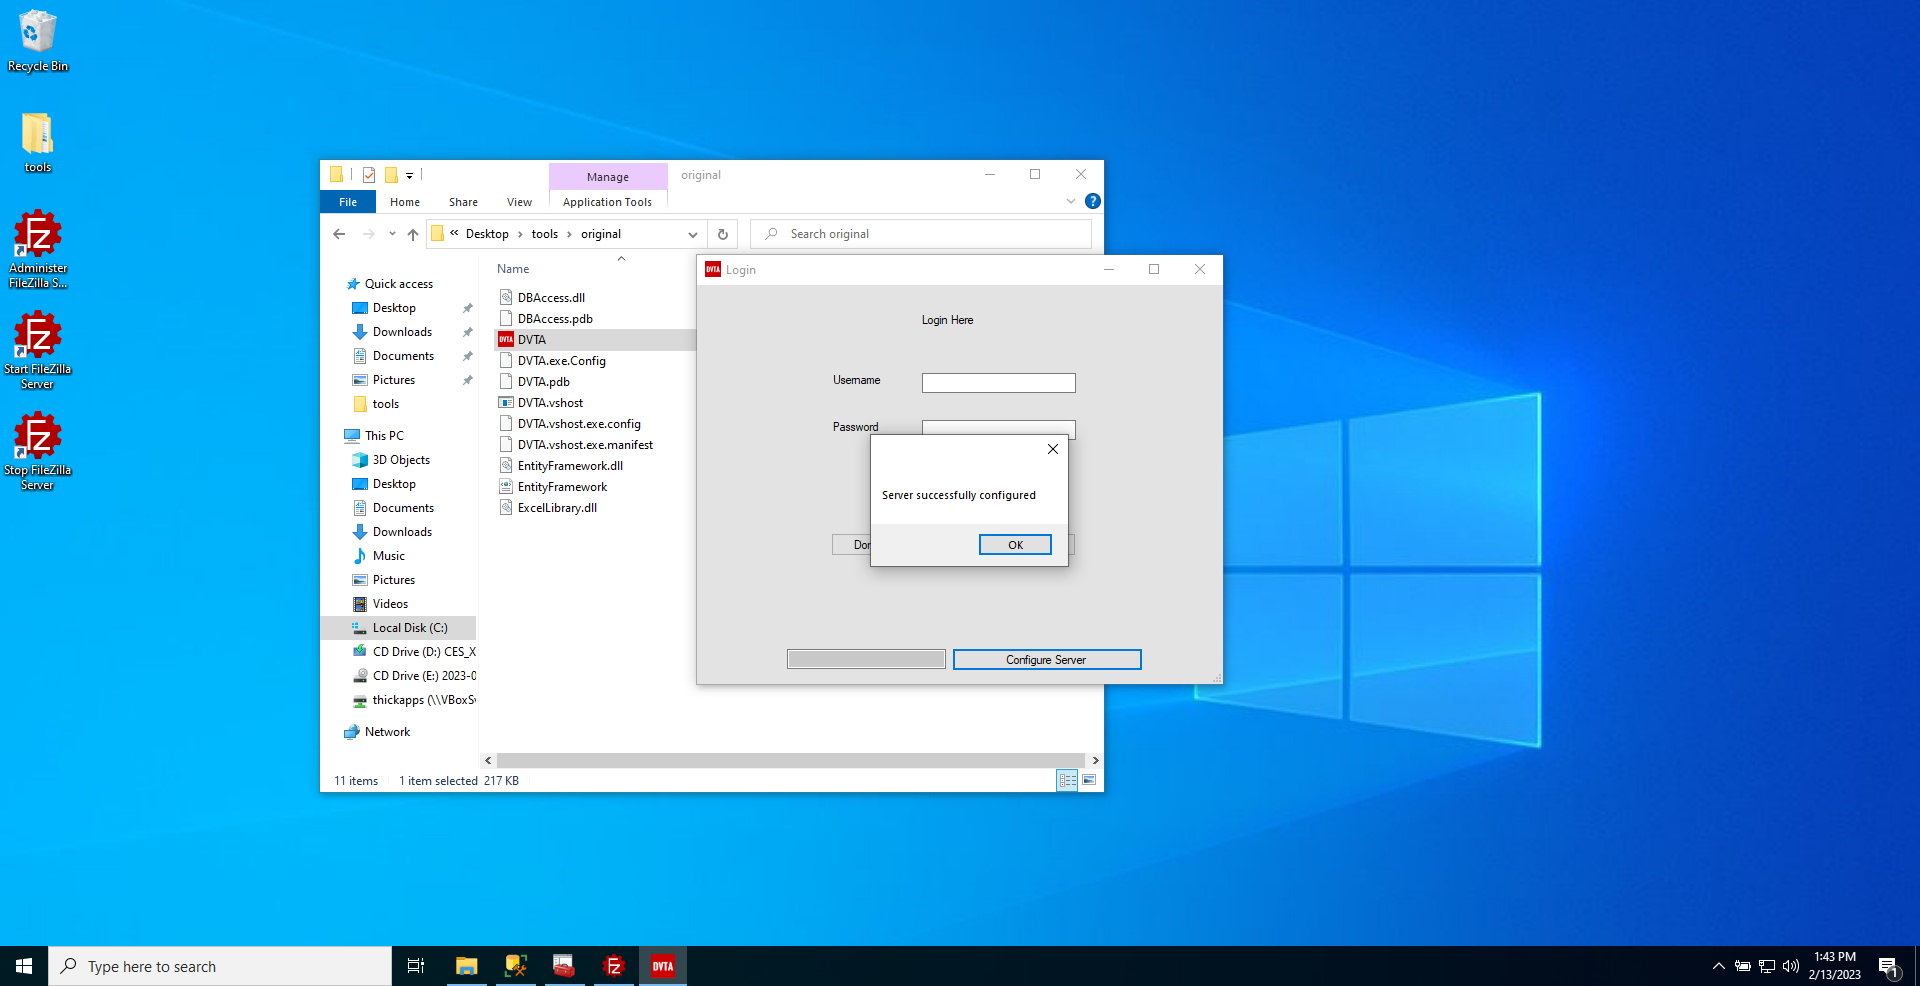 Recycle Bin
tools
Administer
FileZilla S...
Start FileZilla
Server
Stop FileZilla
Server
Manage
original
File
Home
Share
View
Application Tools
?
« Desktop › tools › original
Search original
Name
Quick access
Desktop
Downloads
Documents
Pictures
tools
This PC
3D Objects
Desktop
Documents
Downloads
Music
Pictures
Videos
Local Disk (C:)
CD Drive (D:) CES_X
CD Drive (E:) 2023-0
thickapps (\\VBoxSv
Network
DBAccess.dll
DBAccess.pdb
DVTA
DVTA
DVTA.exe.Config
DVTA.pdb
DVTA.vshost
DVTA.vshost.exe.config
DVTA.vshost.exe.manifest
EntityFramework.dll
EntityFramework
ExcelLibrary.dll
11 items
1 item selected 217 KB
DVTA
Login
Login Here
Username
Password
Server successfully configured
OK
Configure Server
Type here to search
DVTA
1:43 PM
2/13/2023
1